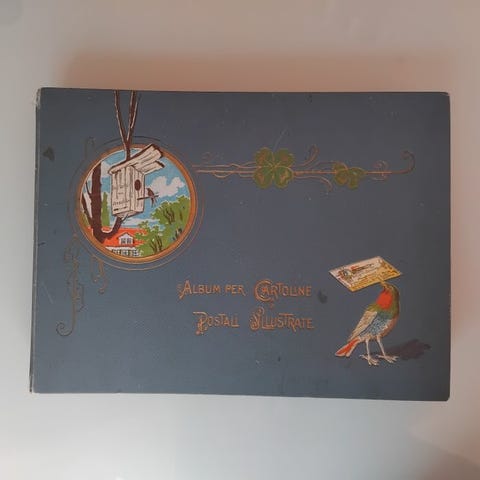 ALBUM PER CARTOLINE
POSTALI ILLUSTRATE